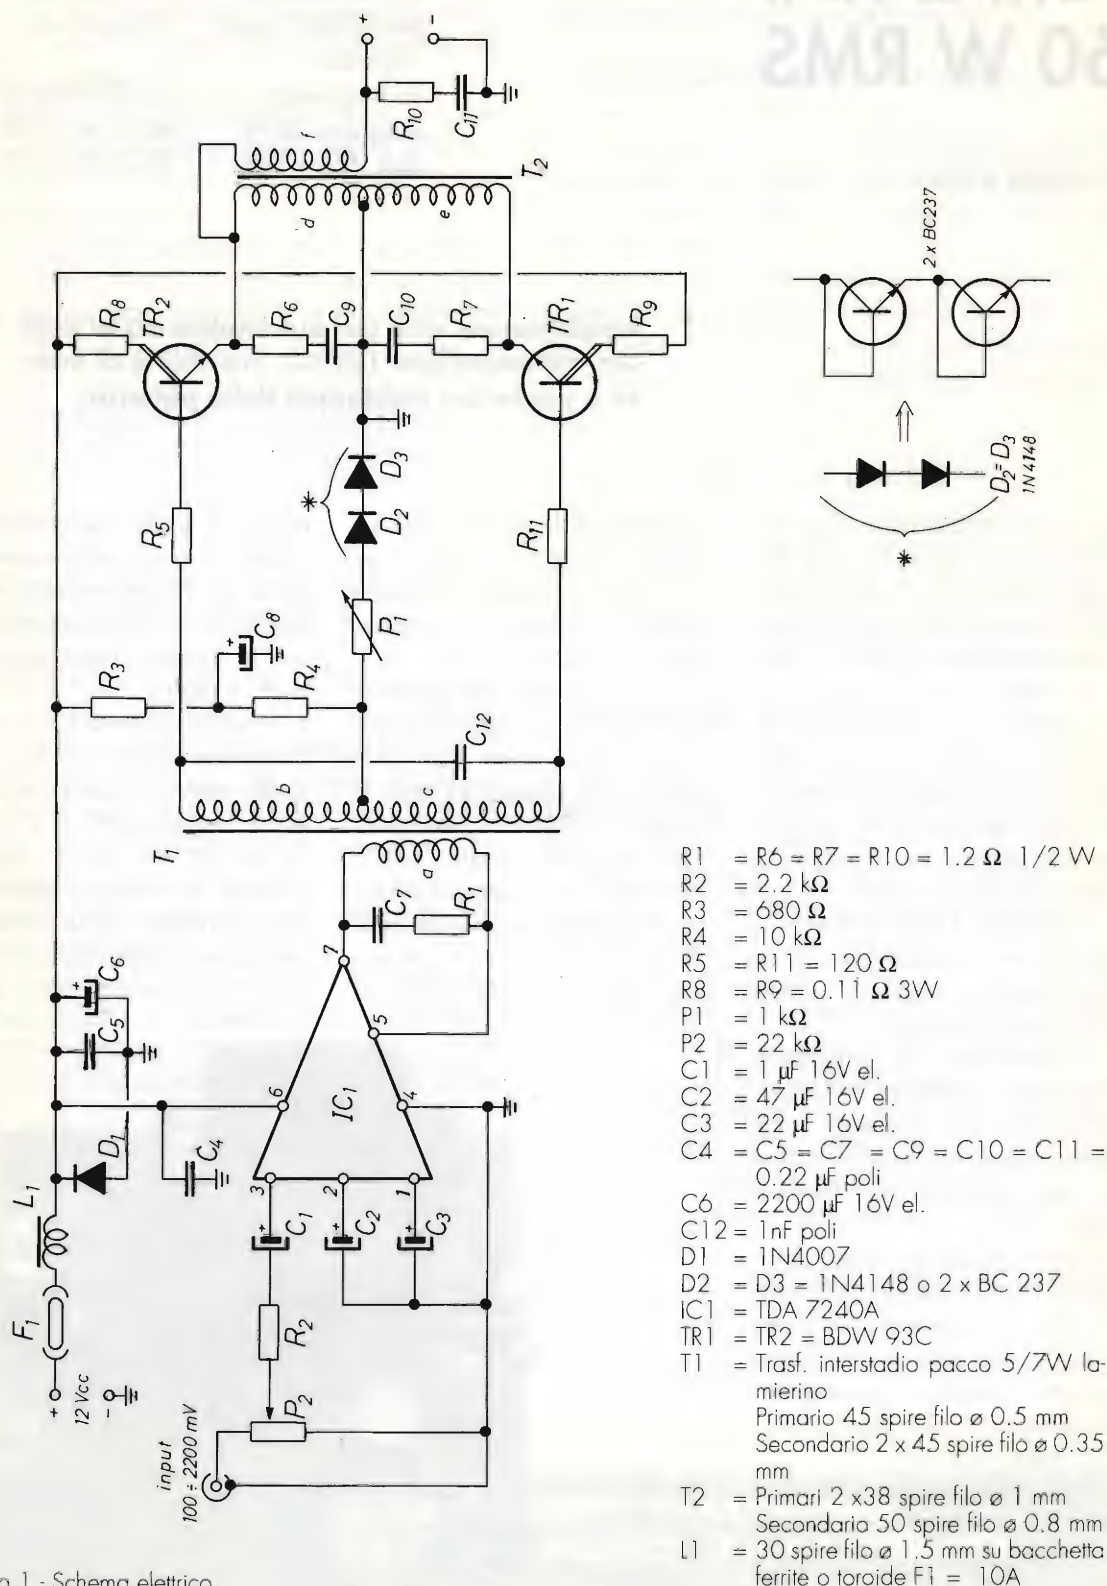 +
-
R10
C11
f
T2
d
e
R8
TR2
R6
C9
C10
R7
TR1
R9
2 x BC237
R5
*
D3
D2
R11
D2=D3
1N4148
*
P1
C8
+
R3
R4
C12
b
c
T1
a
C7
R1
7
5
C6
+
C5
6
IC1
4
D1
C4
L1
3
2
1
+ C1
+ C2
+ C3
F1
R2
+
12 Vcc
-
P2
input
100 ÷ 2200 mV
R1 = R6 = R7 = R10 = 1.2 Ω 1/2 W
R2 = 2.2 kΩ
R3 = 680 Ω
R4 = 10 kΩ
R5 = R11 = 120 Ω
R8 = R9 = 0.11 Ω 3W
P1 = 1 kΩ
P2 = 22 kΩ
C1 = 1 µF 16V el.
C2 = 47 µF 16V el.
C3 = 22 µF 16V el.
C4 = C5 = C7 = C9 = C10 = C11 =
0.22 µF poli
C6 = 2200 µF 16V el.
C12 = 1nF poli
D1 = 1N4007
D2 = D3 = 1N4148 o 2 x BC 237
IC1 = TDA 7240A
TR1 = TR2 = BDW 93C
T1 = Trasf. interstadio pacco 5/7W la-
mierino
Primario 45 spire filo ø 0.5 mm
Secondario 2 x 45 spire filo ø 0.35
mm
T2 = Primari 2 x38 spire filo ø 1 mm
Secondario 50 spire filo ø 0.8 mm
L1 = 30 spire filo ø 1.5 mm su bacchetta
ferrite o toroide F1 = 10A
1 - Schema elettrico